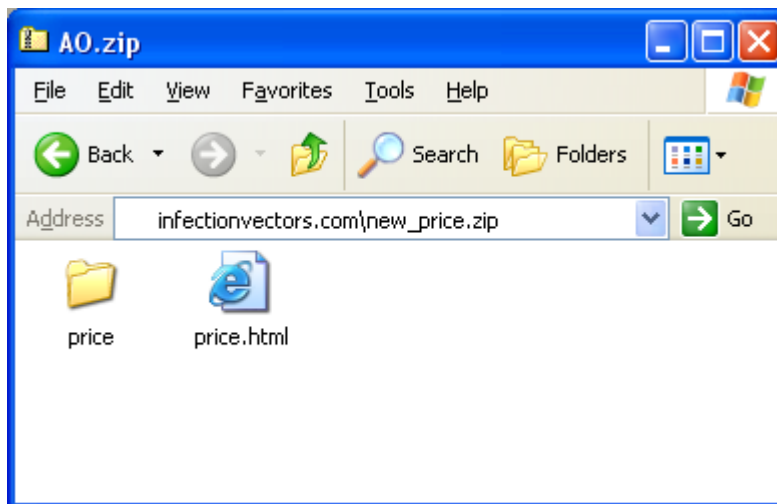 AO.zip
File Edit View Favorites Tools Help
Back Search Folders
Address infectionvectors.com\new_price.zip Go
price price.html